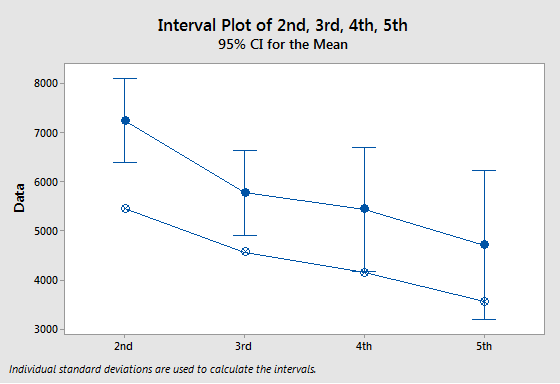 Interval Plot of 2nd, 3rd, 4th, 5th
95% CI for the Mean
8000
7000
6000
5000
4000
3000
Data
2nd 3rd 4th 5th
Individual standard deviations are used to calculate the intervals.